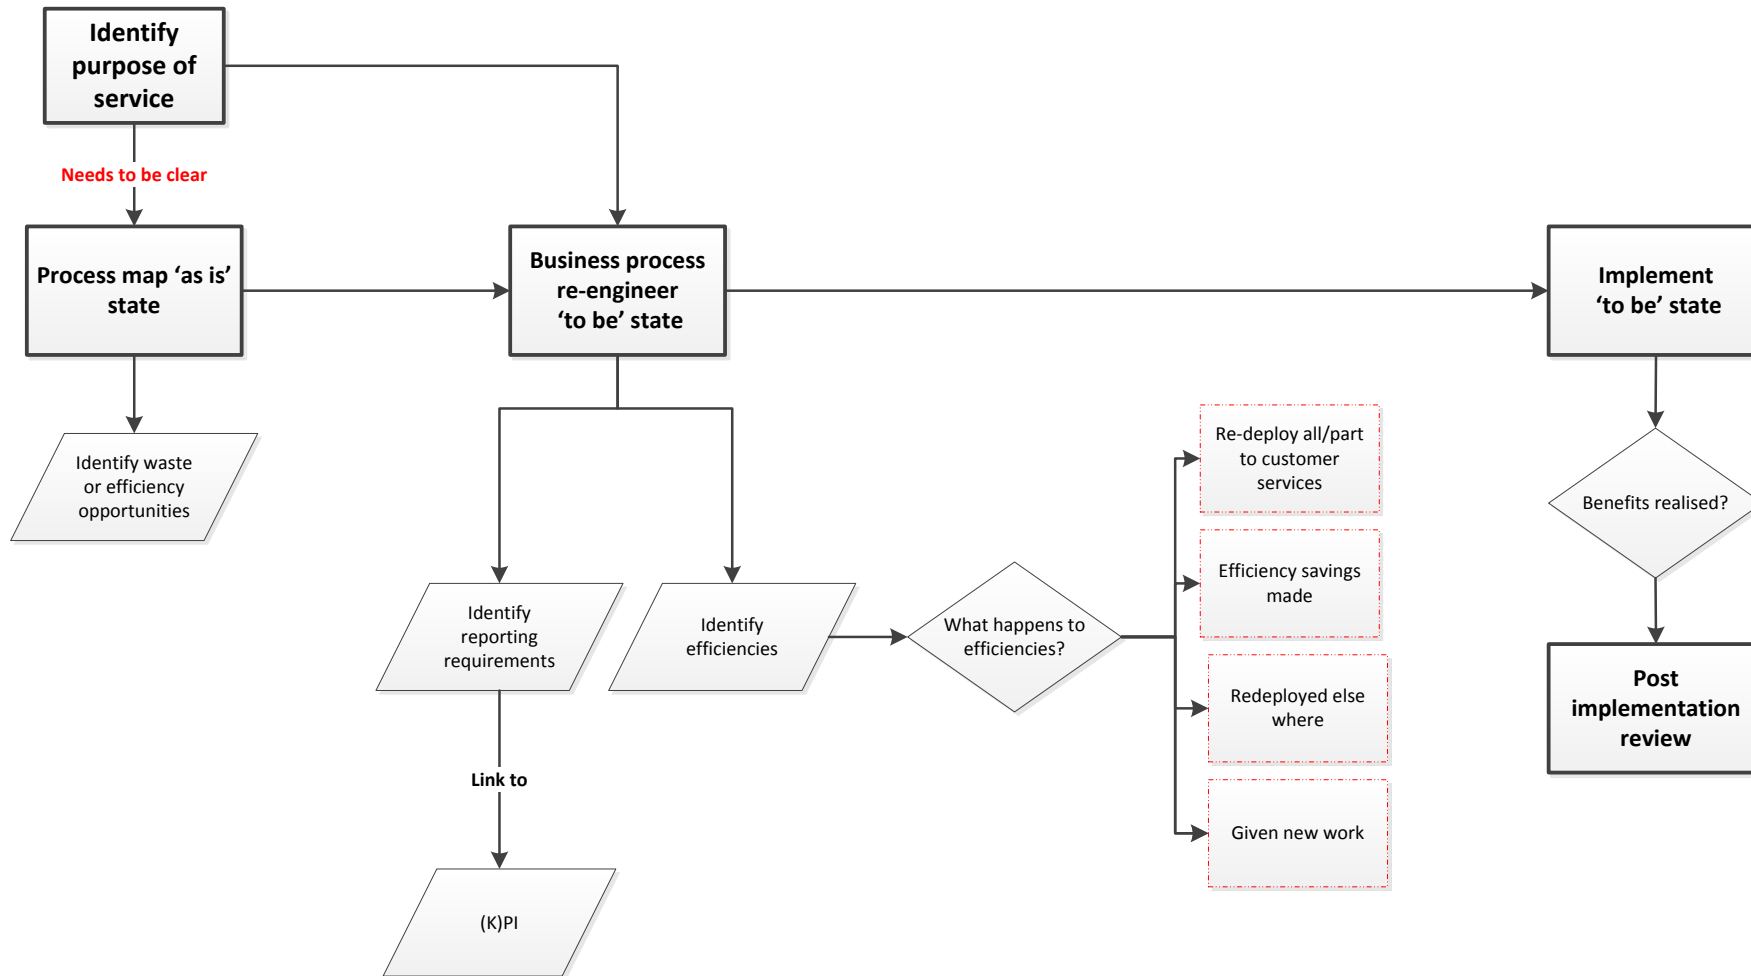 Identify
purpose of
service
Needs to be clear
Process map ‘as is’
state
Business process
re-engineer
‘to be’ state
Implement
‘to be’ state
Identify waste
or efficiency
opportunities
Identify
reporting
requirements
Identify
efficiencies
What happens to
efficiencies?
Re-deploy all/part
to customer
services
Efficiency savings
made
Redeployed else
where
Given new work
Benefits realised?
Post
implementation
review
Link to
(K)PI